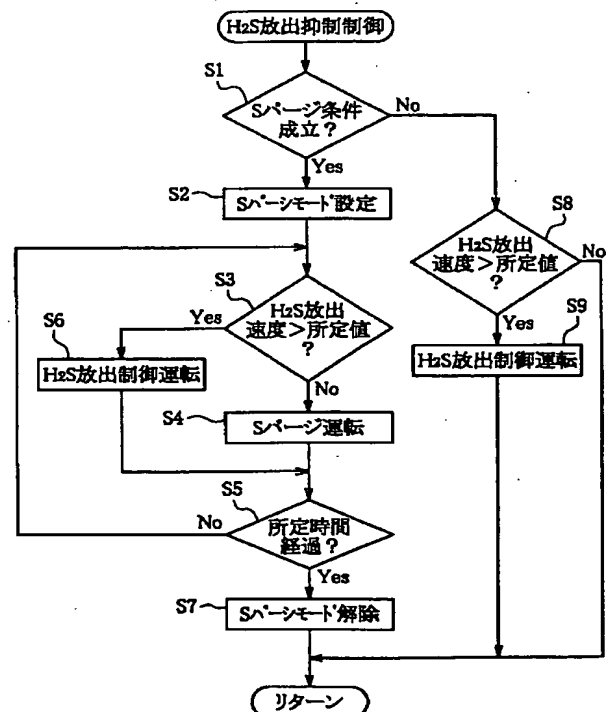 H2S放出抑制制御
S1
Sパージ条件
成立?
No
Yes
S2
Sパージモード設定
S8
H2S放出
速度>所定値
?
No
S3
H2S放出
速度>所定値
?
Yes
S6
H2S放出制御運転
Yes
S9
H2S放出制御運転
No
S4
Sパージ運転
S5
所定時間
経過?
No
Yes
S7
Sパージモード解除
リターン